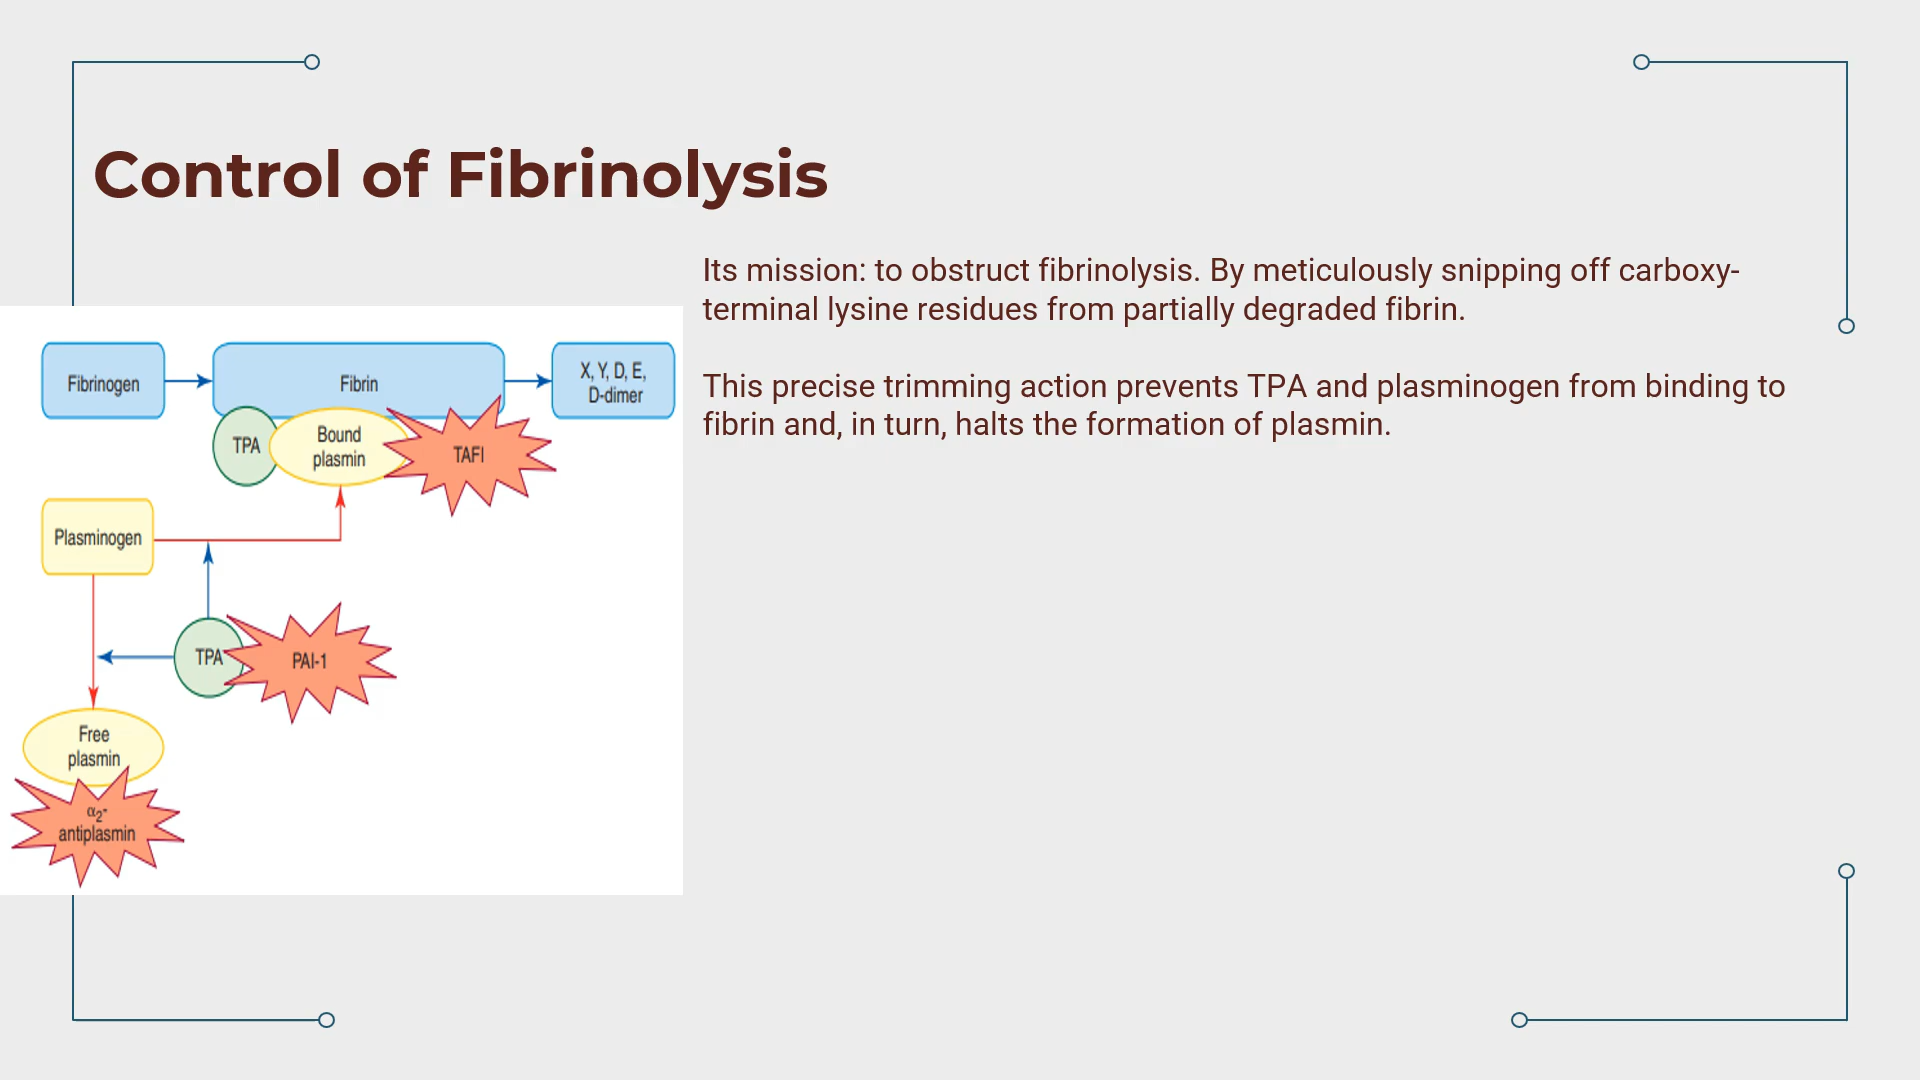 Control of Fibrinolysis
Its mission: to obstruct fibrinolysis. By meticulously snipping off carboxy-
terminal lysine residues from partially degraded fibrin.
This precise trimming action prevents TPA and plasminogen from binding to
fibrin and, in turn, halts the formation of plasmin.
Fibrinogen
Fibrin
X, Y, D, E,
D-dimer
TPA
Bound
plasmin
TAFI
Plasminogen
TPA
PAI-1
Free
plasmin
α2-
antiplasmin